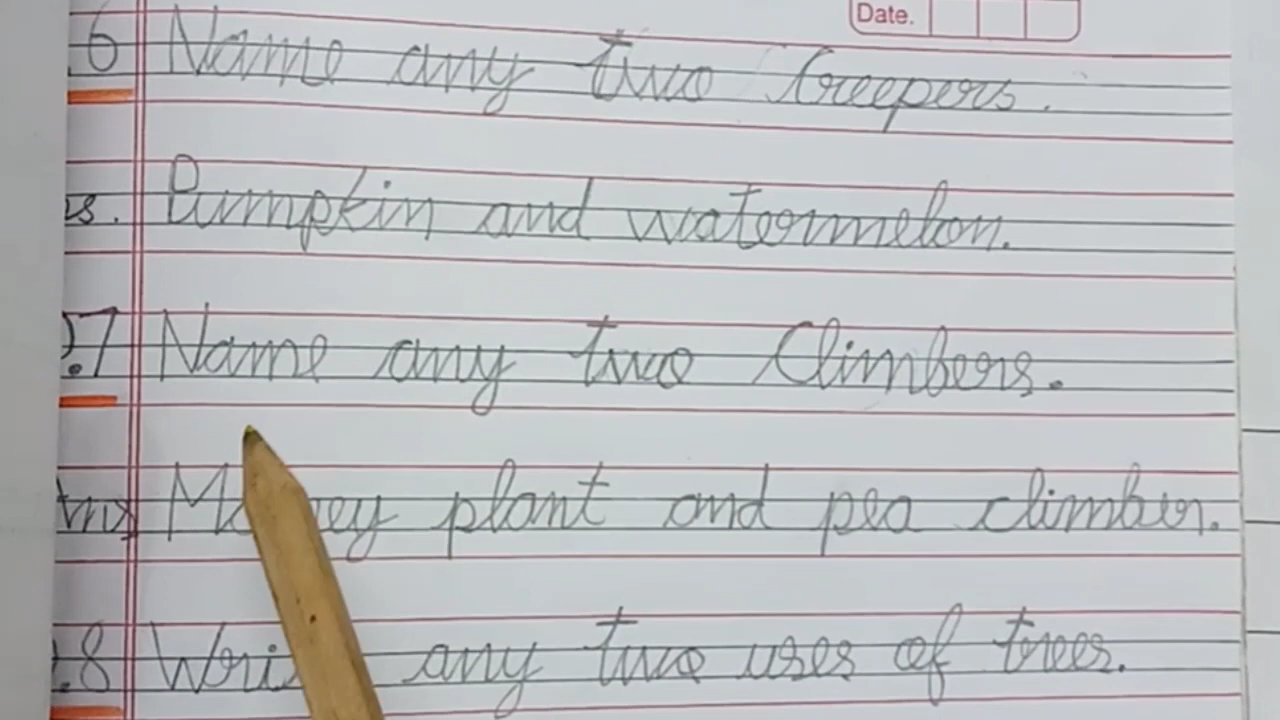 Date.
6 Name any two Creepers.
s. Pumpkin and watermelon.
.7 Name any two Climbers.
Ans plant and pea climber.
.8 any two uses of trees.